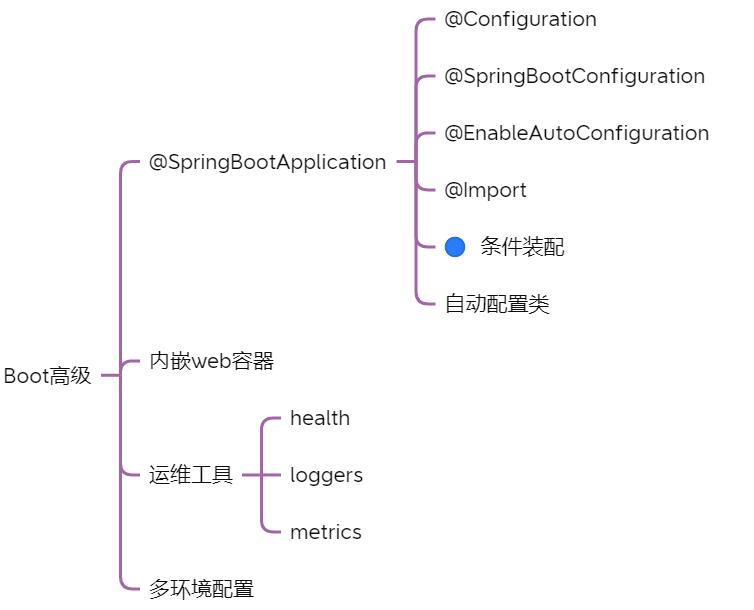 Boot高级
@SpringBootApplication
@Configuration
@SpringBootConfiguration
@EnableAutoConfiguration
@Import
条件装配
自动配置类
内嵌web容器
运维工具
health
loggers
metrics
多环境配置